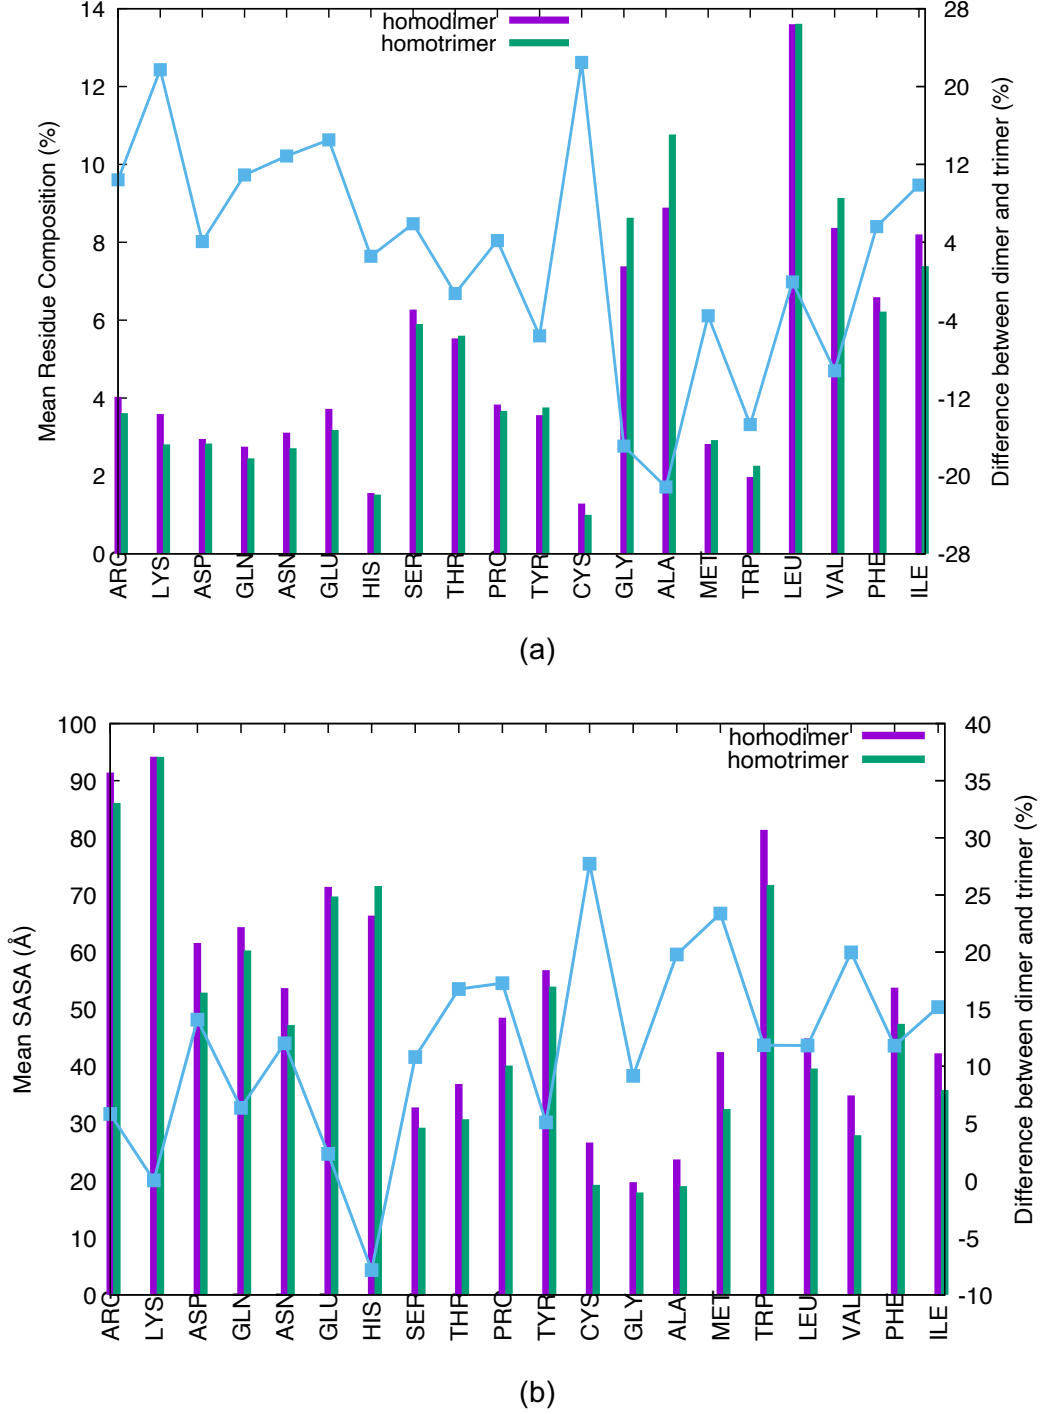 homodimer
homotrimer
Mean Residue Composition (%)
14
12
10
8
6
4
2
0
28
20
12
4
-4
-12
-20
-28
Difference between dimer and trimer (%)
ARG
LYS
ASP
GLN
ASN
GLU
HIS
SER
THR
PRO
TYR
CYS
GLY
ALA
MET
TRP
LEU
VAL
PHE
ILE
(a)
homodimer
homotrimer
Mean SASA (Å)
100
90
80
70
60
50
40
30
20
10
0
40
35
30
25
20
15
10
5
0
-5
-10
Difference between dimer and trimer (%)
ARG
LYS
ASP
GLN
ASN
GLU
HIS
SER
THR
PRO
TYR
CYS
GLY
ALA
MET
TRP
LEU
VAL
PHE
ILE
(b)